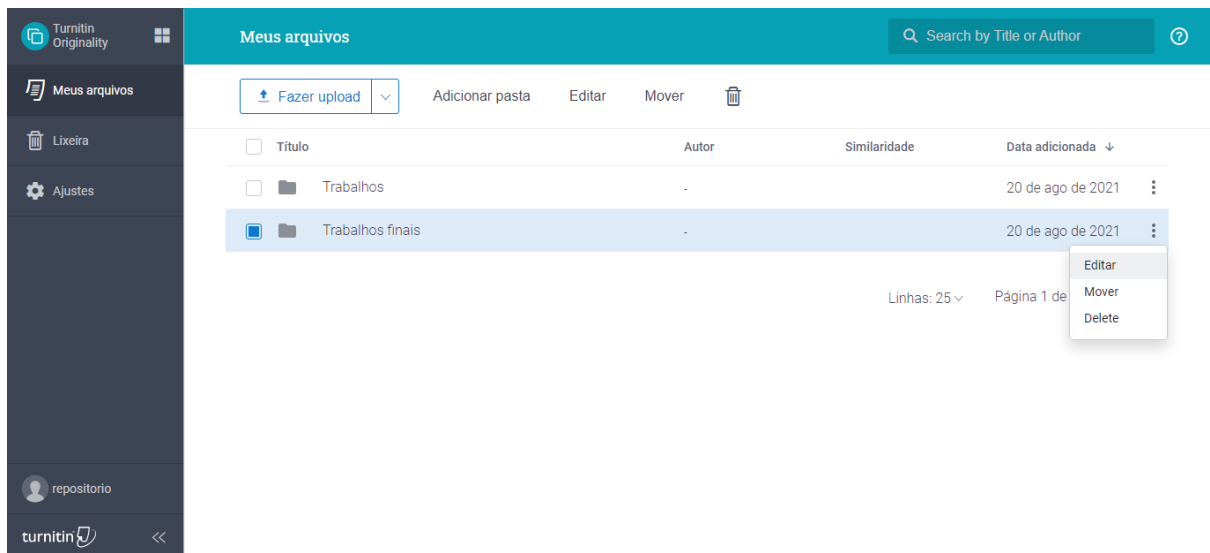 Turnitin
Originality
Meus arquivos
Lixeira
Ajustes
repositorio
turnitin
Meus arquivos
Search by Title or Author
Fazer upload
Adicionar pasta
Editar
Mover
Título
Autor
Similaridade
Data adicionada
Trabalhos
-
20 de ago de 2021
Trabalhos finais
-
20 de ago de 2021
Editar
Mover
Delete
Linhas: 25
Página 1 de